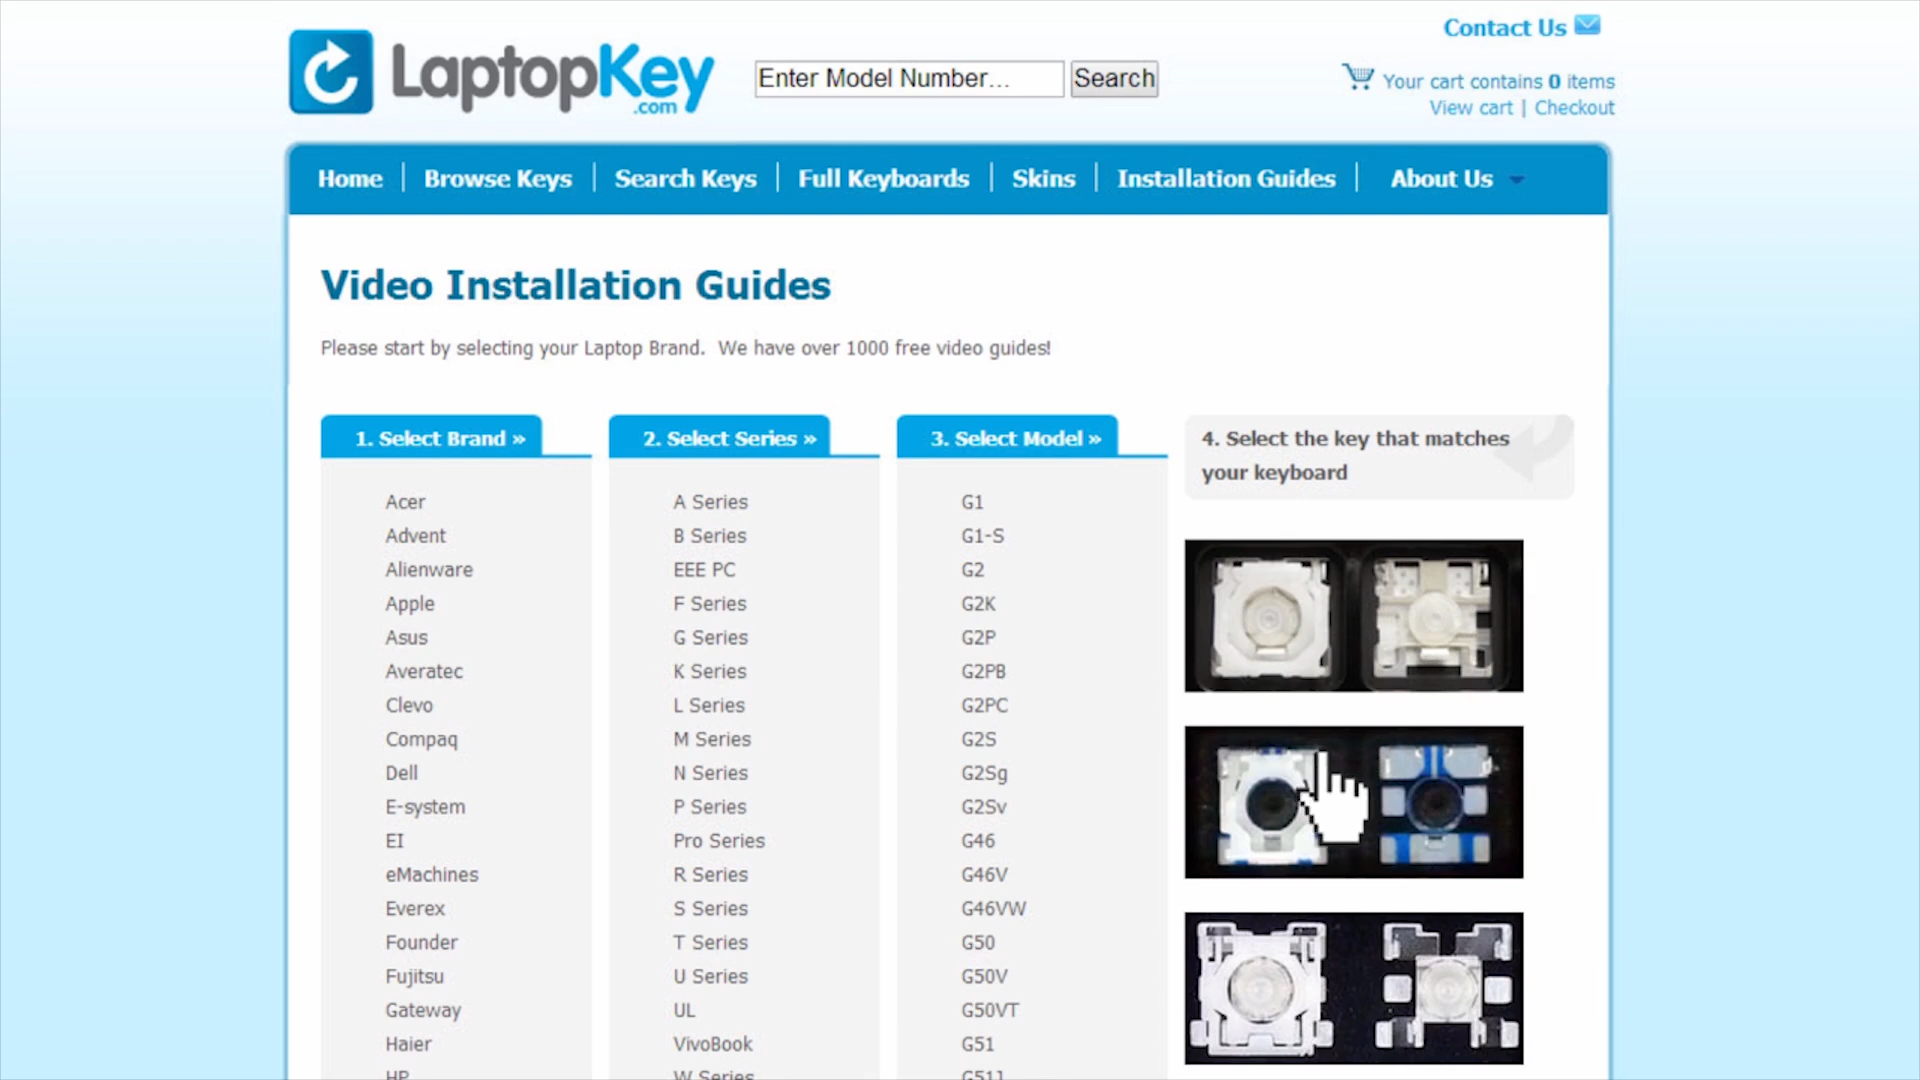 Contact Us
LaptopKey
.com
Enter Model Number...
Search
Your cart contains 0 items
View cart | Checkout
Home
Browse Keys
Search Keys
Full Keyboards
Skins
Installation Guides
About Us
Video Installation Guides
Please start by selecting your Laptop Brand. We have over 1000 free video guides!
1. Select Brand »
Acer
Advent
Alienware
Apple
Asus
Averatec
Clevo
Compaq
Dell
E-system
EI
eMachines
Everex
Founder
Fujitsu
Gateway
Haier
HP
2. Select Series »
A Series
B Series
EEE PC
F Series
G Series
K Series
L Series
M Series
N Series
P Series
Pro Series
R Series
S Series
T Series
U Series
UL
VivoBook
W Series
3. Select Model »
G1
G1-S
G2
G2K
G2P
G2PB
G2PC
G2S
G2Sg
G2Sv
G46
G46V
G46VW
G50
G50V
G50VT
G51
G51J
4. Select the key that matches
your keyboard